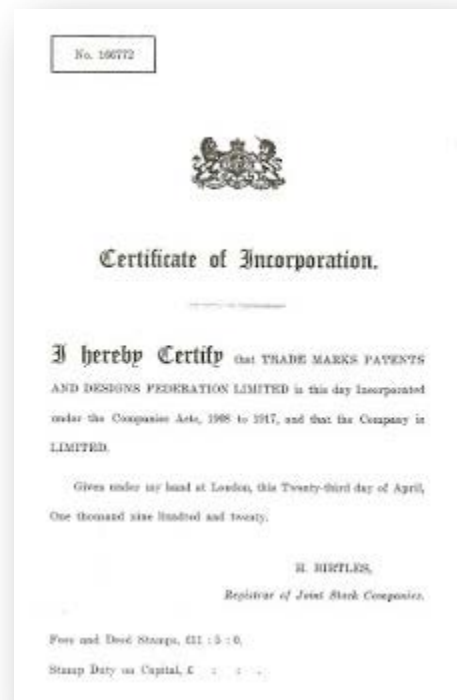 No. 166772
Certificate of Incorporation.
I hereby Certify that TRADE MARKS PATENTS
AND DESIGNS FEDERATION LIMITED is this day Incorporated
under the Companies Acts, 1908 to 1917, and that the Company is
LIMITED.
Given under my hand at London, this Twenty-third day of April,
One thousand nine hundred and twenty.
H. BIRTLES,
Registrar of Joint Stock Companies.
Fees and Deed Stamps, £11 : 5 : 0.
Stamp Duty on Capital, £ : : .